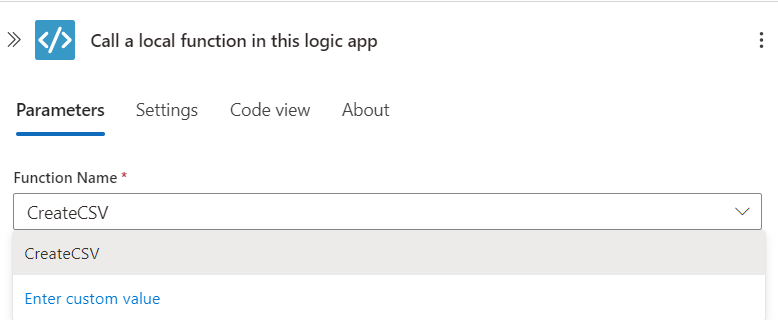 Call a local function in this logic app
Parameters Settings Code view About
Function Name *
CreateCSV
CreateCSV
Enter custom value